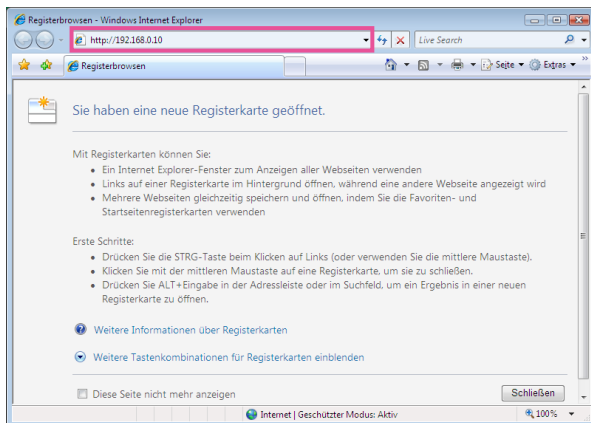 Registerbrowsen - Windows Internet Explorer
http://192.168.0.10
Live Search
Registerbrowsen
Seite
Extras
Sie haben eine neue Registerkarte geöffnet.
Mit Registerkarten können Sie:
• Ein Internet Explorer-Fenster zum Anzeigen aller Webseiten verwenden
• Links auf einer Registerkarte im Hintergrund öffnen, während eine andere Webseite angezeigt wird
• Mehrere Webseiten gleichzeitig speichern und öffnen, indem Sie die Favoriten- und
Startseitenregisterkarten verwenden
Erste Schritte:
• Drücken Sie die STRG-Taste beim Klicken auf Links (oder verwenden Sie die mittlere Maustaste).
• Klicken Sie mit der mittleren Maustaste auf eine Registerkarte, um sie zu schließen.
• Drücken Sie ALT+Eingabe in der Adressleiste oder im Suchfeld, um ein Ergebnis in einer neuen
Registerkarte zu öffnen.
Weitere Informationen über Registerkarten
Weitere Tastenkombinationen für Registerkarten einblenden
Diese Seite nicht mehr anzeigen
Schließen
Internet | Geschützter Modus: Aktiv
100%